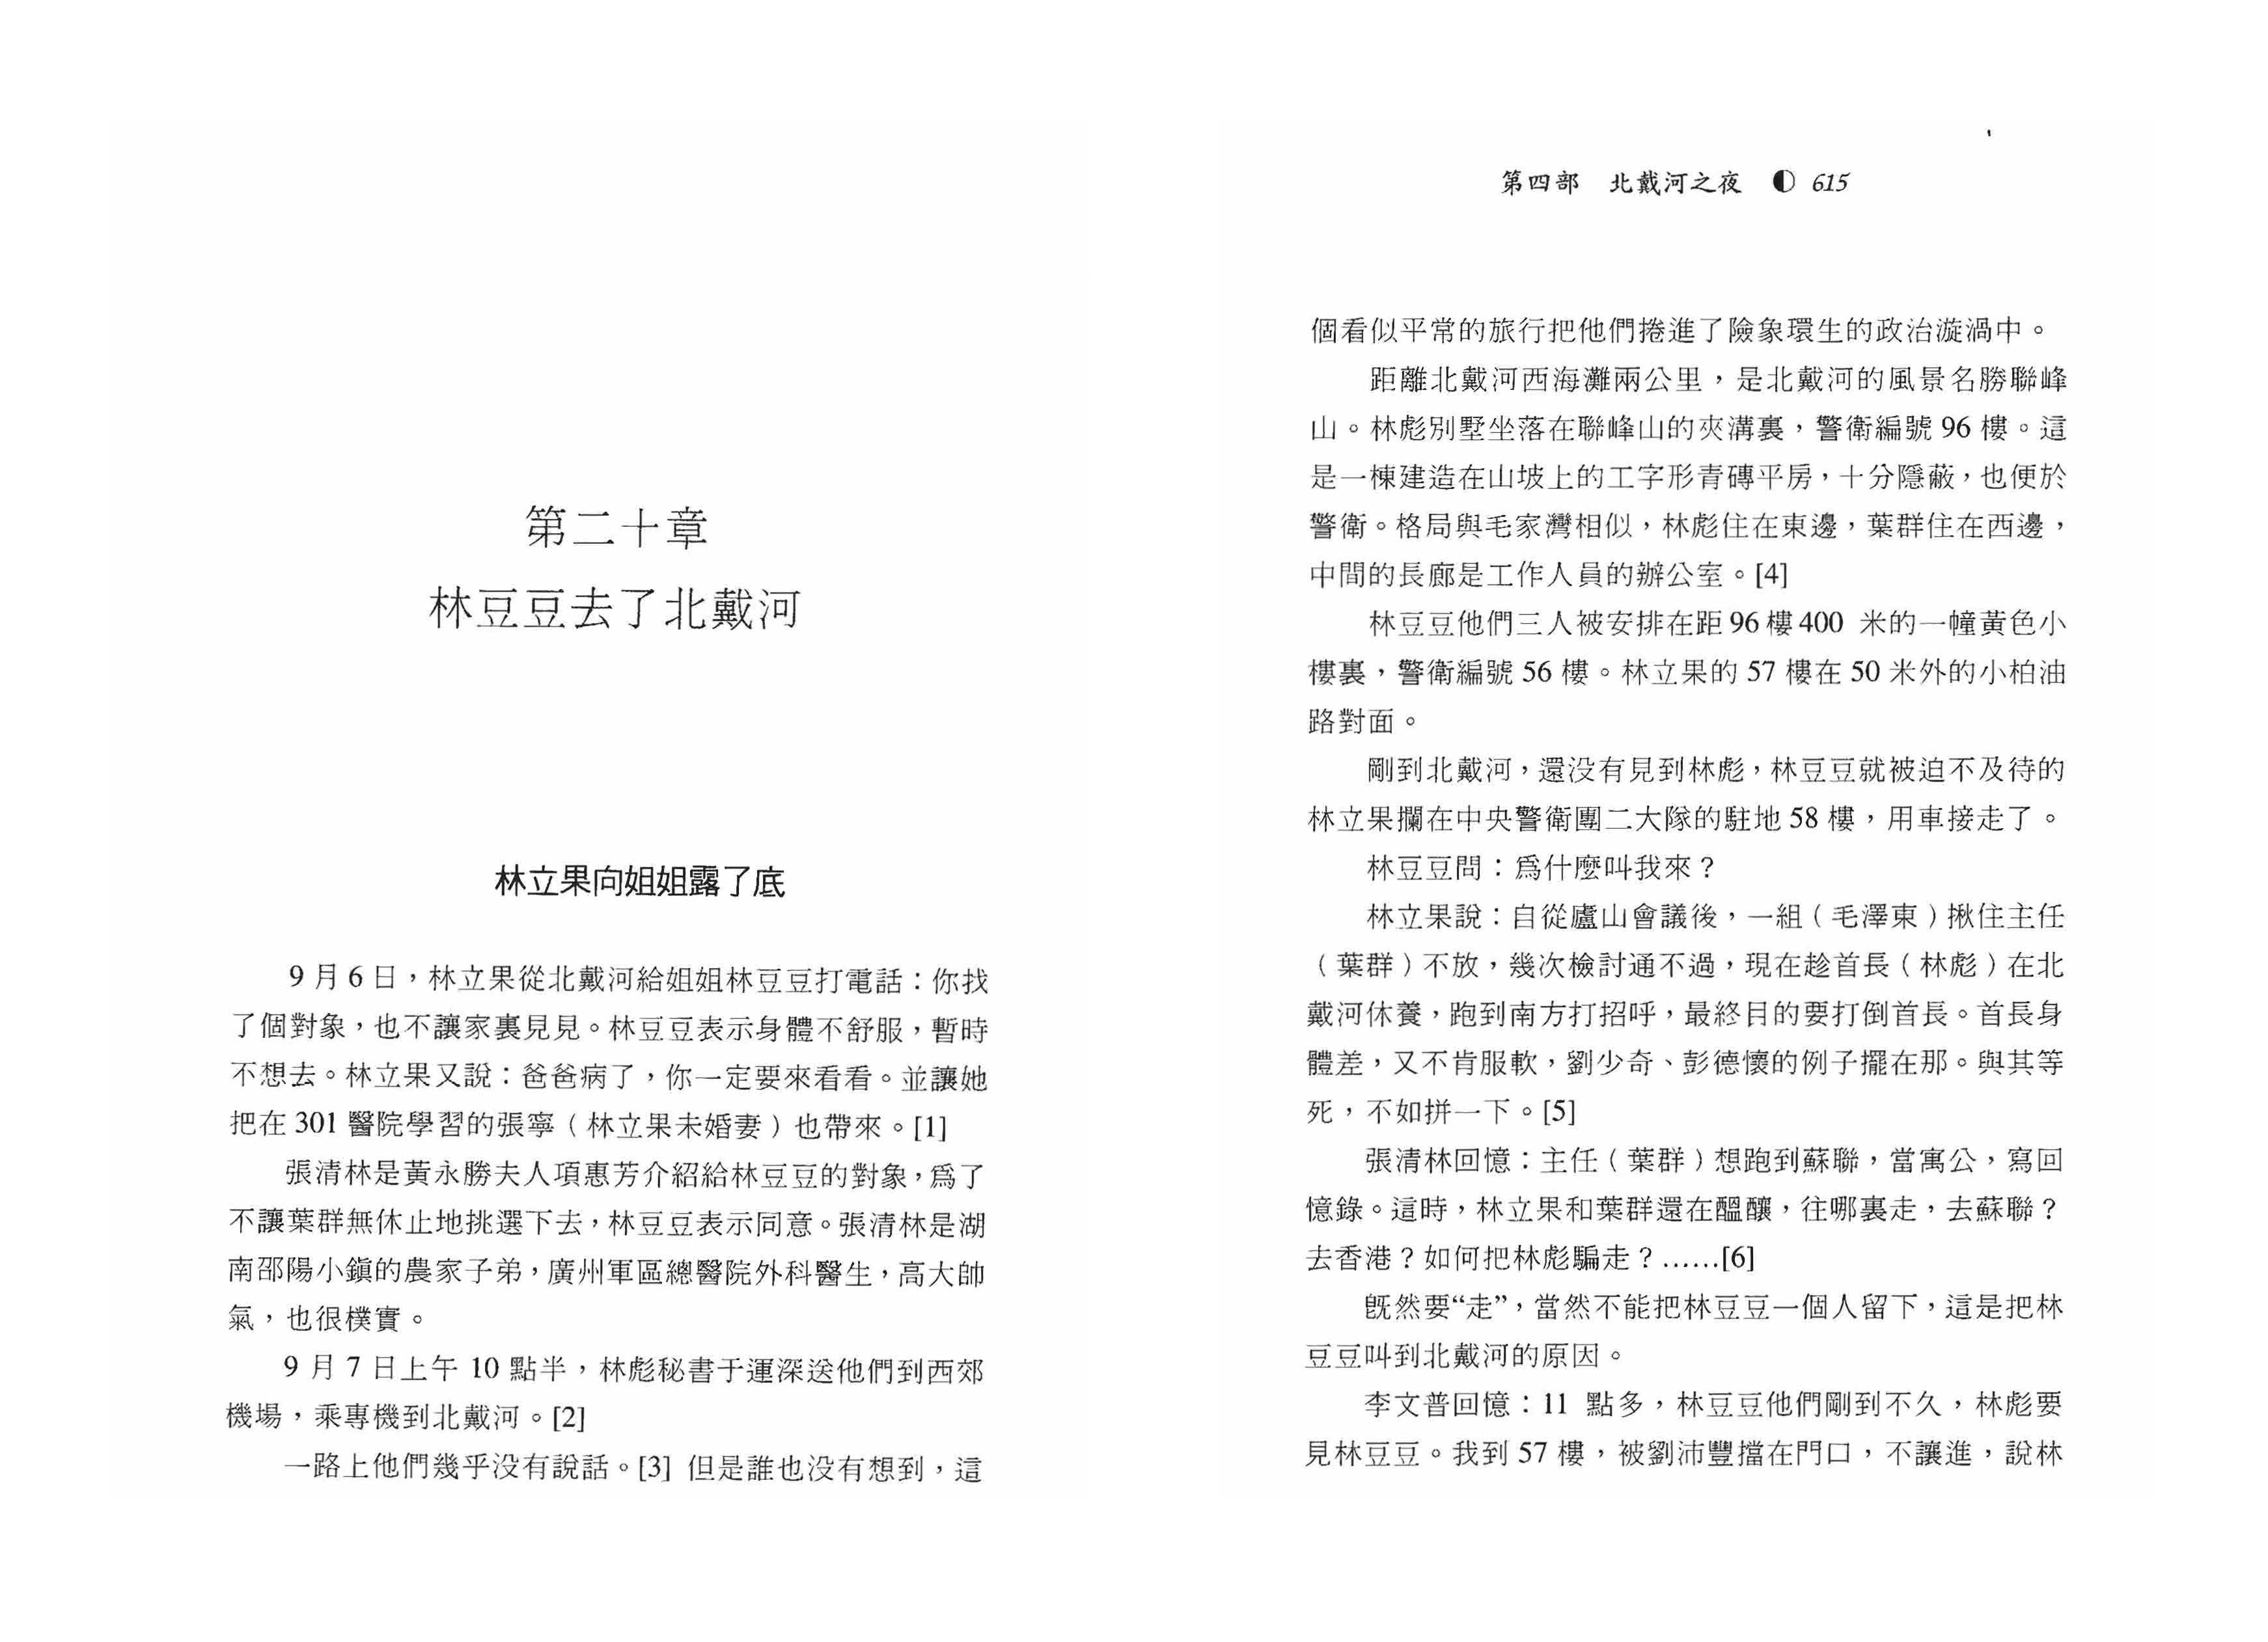 第二十章
林豆豆去了北戴河
林立果向姐姐露了底
9 月 6 日，林立果從北戴河給姐姐林豆豆打電話：你找
了個對象，也不讓家裏見見。林豆豆表示身體不舒服，暫時
不想去。林立果又說：爸爸病了，你一定要來看看。並讓她
把在 301 醫院學習的張寧（林立果未婚妻）也帶來。[1]
張清林是黃永勝夫人項惠芳介紹給林豆豆的對象，爲了
不讓葉群無休止地挑選下去，林豆豆表示同意。張清林是湖
南邵陽小鎮的農家子弟，廣州軍區總醫院外科醫生，高大帥
氣，也很樸實。
9 月 7 日上午 10 點半，林彪秘書于運深送他們到西郊
機場，乘專機到北戴河。[2]
一路上他們幾乎没有說話。[3] 但是誰也没有想到，這
第四部 北戴河之夜 ◐ 615
個看似平常的旅行把他們捲進了險象環生的政治漩渦中。
距離北戴河西海灘兩公里，是北戴河的風景名勝聯峰
山。林彪別墅坐落在聯峰山的夾溝裏，警衛編號 96 樓。這
是一棟建造在山坡上的工字形青磚平房，十分隱蔽，也便於
警衛。格局與毛家灣相似，林彪住在東邊，葉群住在西邊，
中間的長廊是工作人員的辦公室。[4]
林豆豆他們三人被安排在距 96 樓 400 米的一幢黃色小
樓裏，警衛編號 56 樓。林立果的 57 樓在 50 米外的小柏油
路對面。
剛到北戴河，還没有見到林彪，林豆豆就被迫不及待的
林立果攔在中央警衛團二大隊的駐地 58 樓，用車接走了。
林豆豆問：爲什麼叫我來？
林立果說：自從廬山會議後，一組（毛澤東）揪住主任
（葉群）不放，幾次檢討通不過，現在趁首長（林彪）在北
戴河休養，跑到南方打招呼，最終目的要打倒首長。首長身
體差，又不肯服軟，劉少奇、彭德懷的例子擺在那。與其等
死，不如拼一下。[5]
張清林回憶：主任（葉群）想跑到蘇聯，當寓公，寫回
憶錄。這時，林立果和葉群還在醞釀，往哪裏走，去蘇聯？
去香港？如何把林彪騙走？……[6]
旣然要“走”，當然不能把林豆豆一個人留下，這是把林
豆豆叫到北戴河的原因。
李文普回憶：11 點多，林豆豆他們剛到不久，林彪要
見林豆豆。我到 57 樓，被劉沛豐擋在門口，不讓進，說林